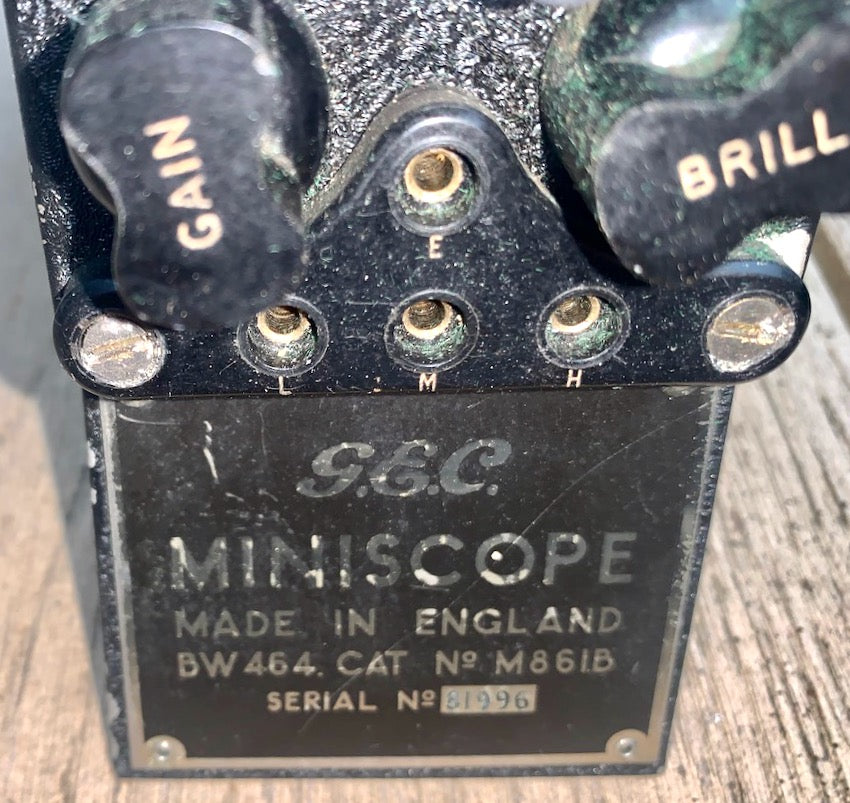 GAIN
BRILL
E
L M H
G.E.C.
MINISCOPE
MADE IN ENGLAND
BW464. CAT Nº M861B
SERIAL Nº 81996